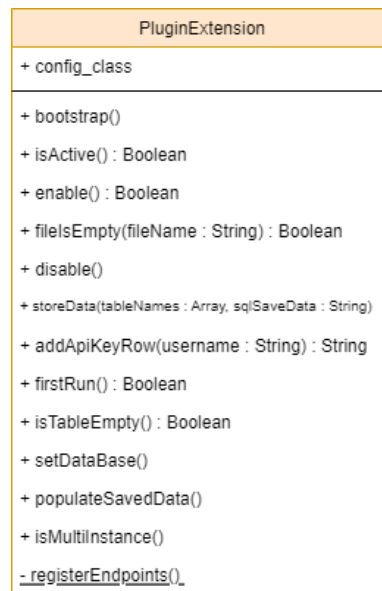 PluginExtension
+ config_class
+ bootstrap()
+ isActive() : Boolean
+ enable() : Boolean
+ fileIsEmpty(fileName : String) : Boolean
+ disable()
+ storeData(tableNames : Array, sqlSaveData : String)
+ addApiKeyRow(username : String) : String
+ firstRun() : Boolean
+ isTableEmpty() : Boolean
+ setDataBase()
+ populateSavedData()
+ isMultiInstance()
- registerEndpoints()